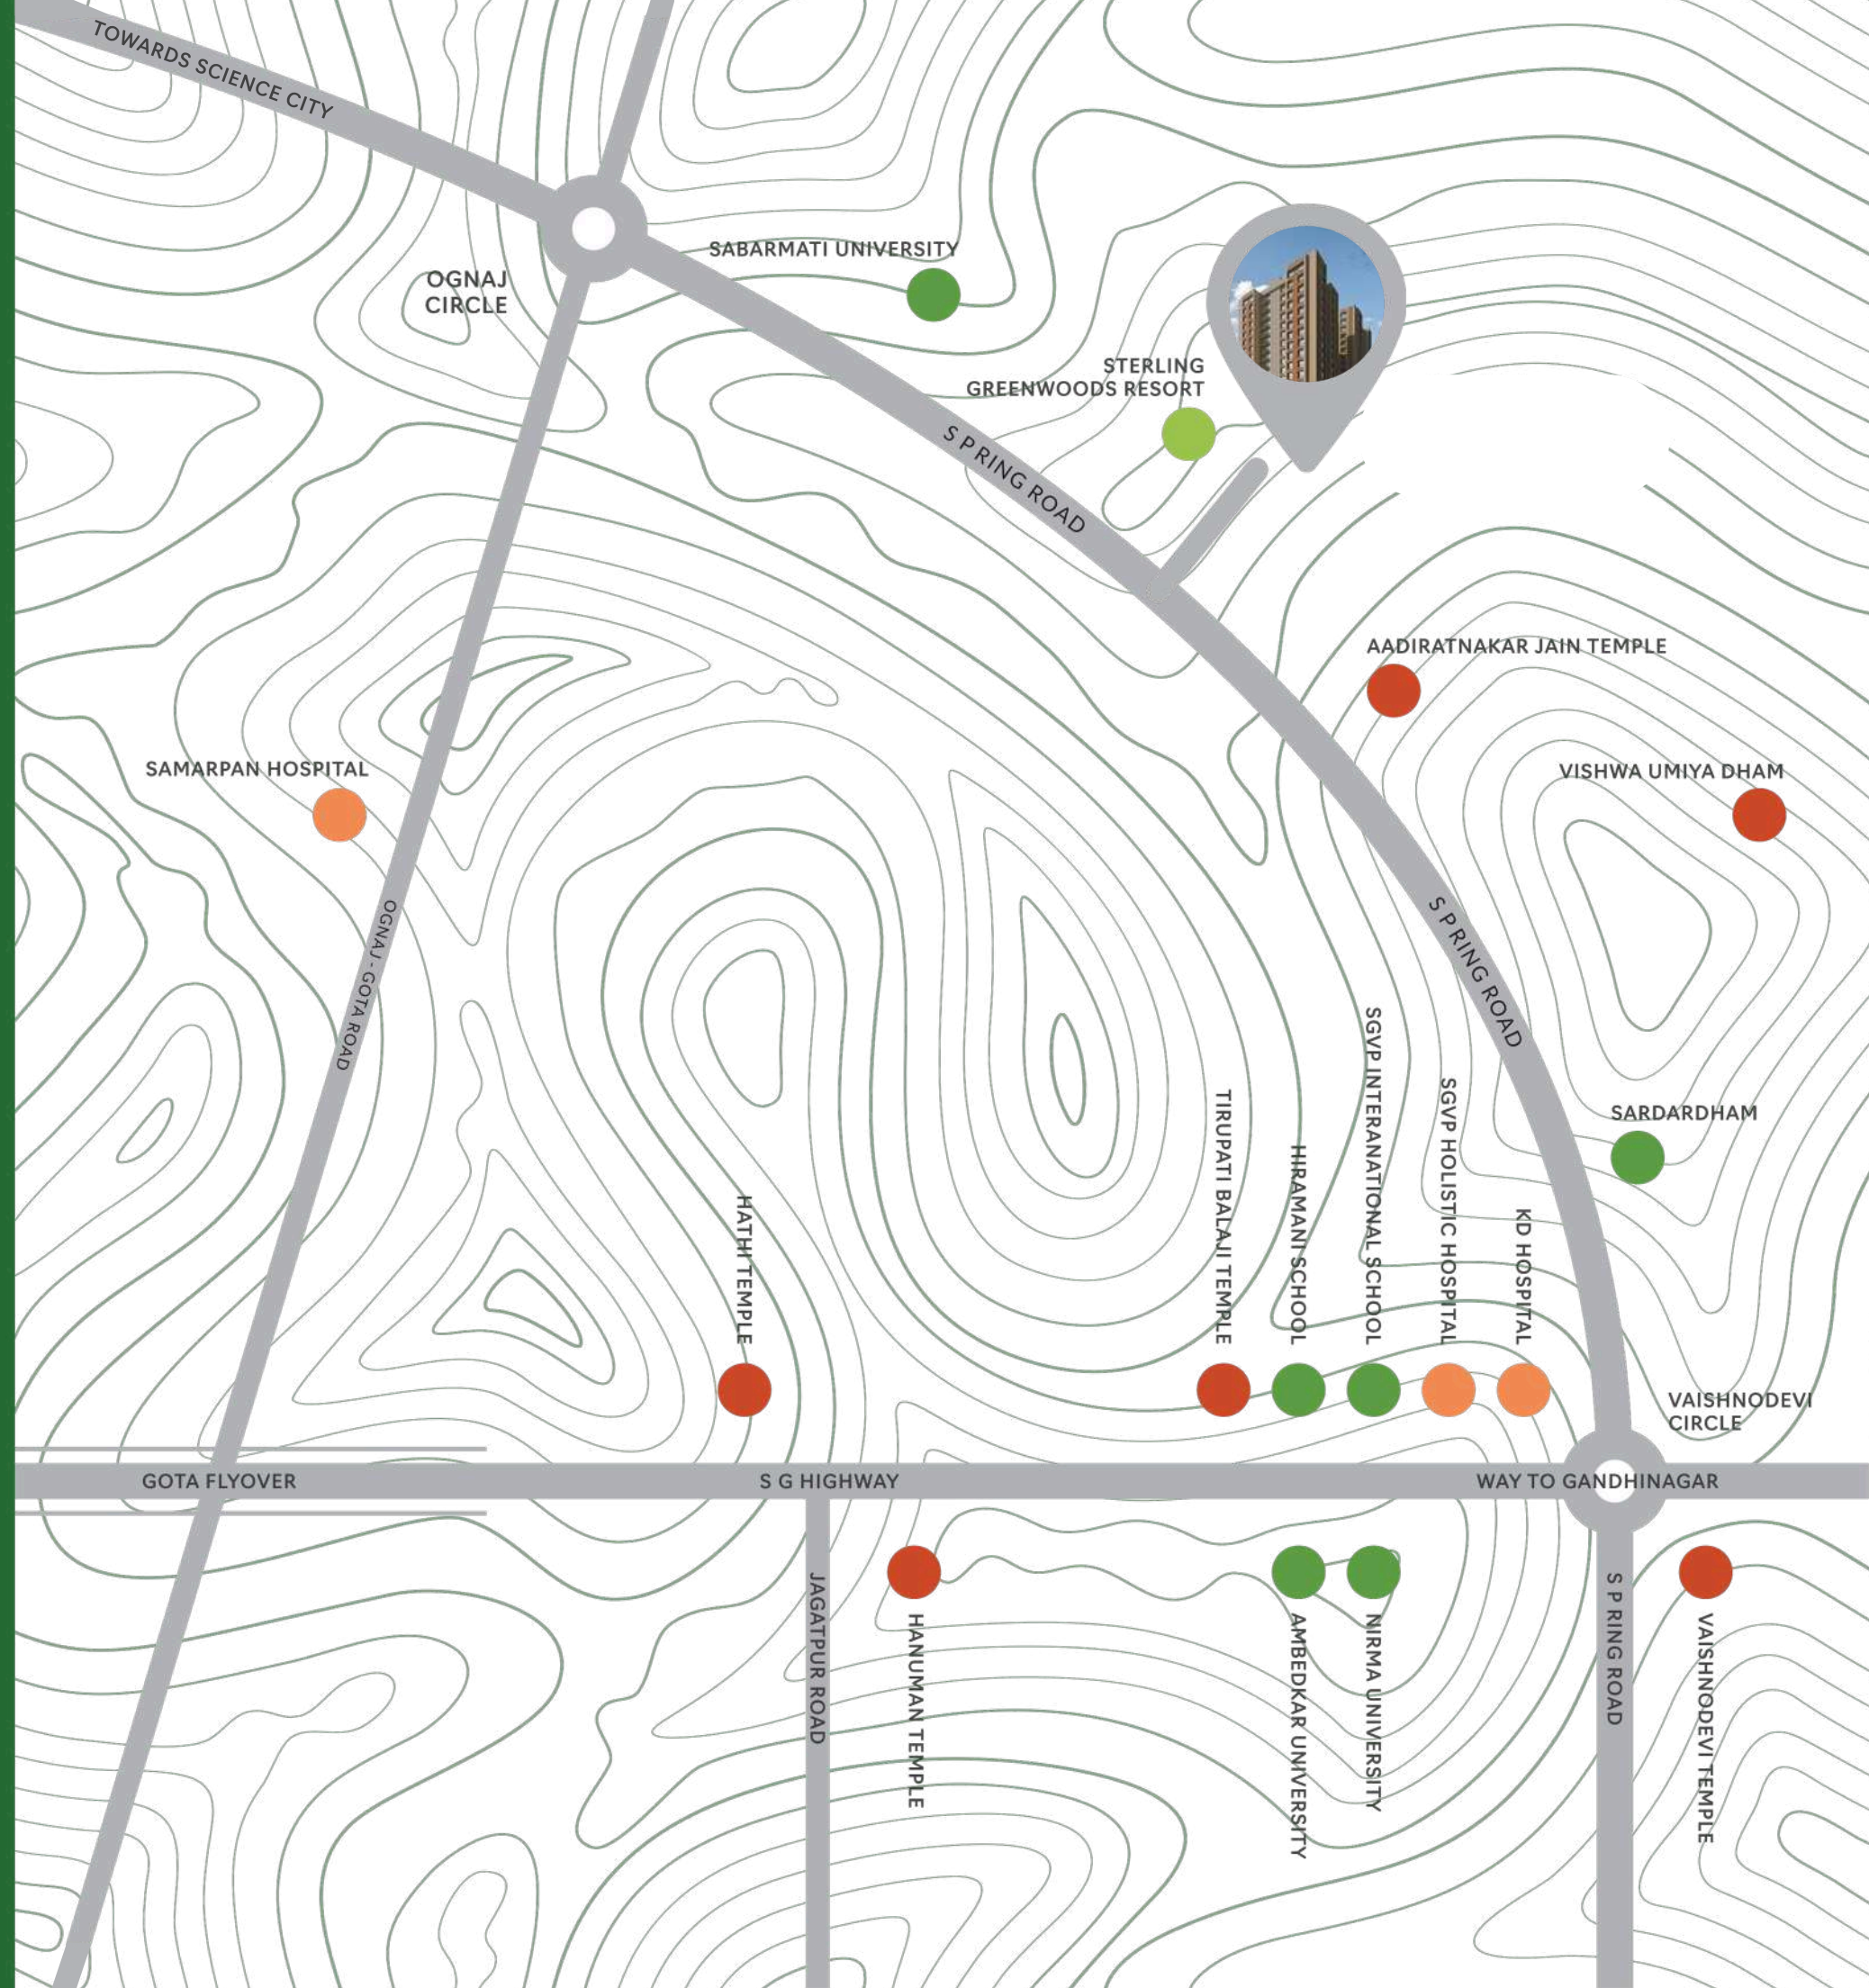 TOWARDS SCIENCE CITY
SABARMATI UNIVERSITY
OGNAJ
CIRCLE
STERLING
GREENWOODS RESORT
S P RING ROAD
AADIRATNAKAR JAIN TEMPLE
SAMARPAN HOSPITAL
VISHWA UMIYA DHAM
OGNAJ - GOTA ROAD
S P RING ROAD
SARDARDHAM
HATHI TEMPLE
TIRUPATI BALAJI TEMPLE
HIRAMANI SCHOOL
SGVP INTERANATIONAL SCHOOL
SGVP HOLISTIC HOSPITAL
KD HOSPITAL
VAISHNODEVI
CIRCLE
GOTA FLYOVER
S G HIGHWAY
WAY TO GANDHINAGAR
JAGATPUR ROAD
HANUMAN TEMPLE
AMBEDKAR UNIVERSITY
NIRMA UNIVERSITY
S P RING ROAD
VAISHNODEVI TEMPLE